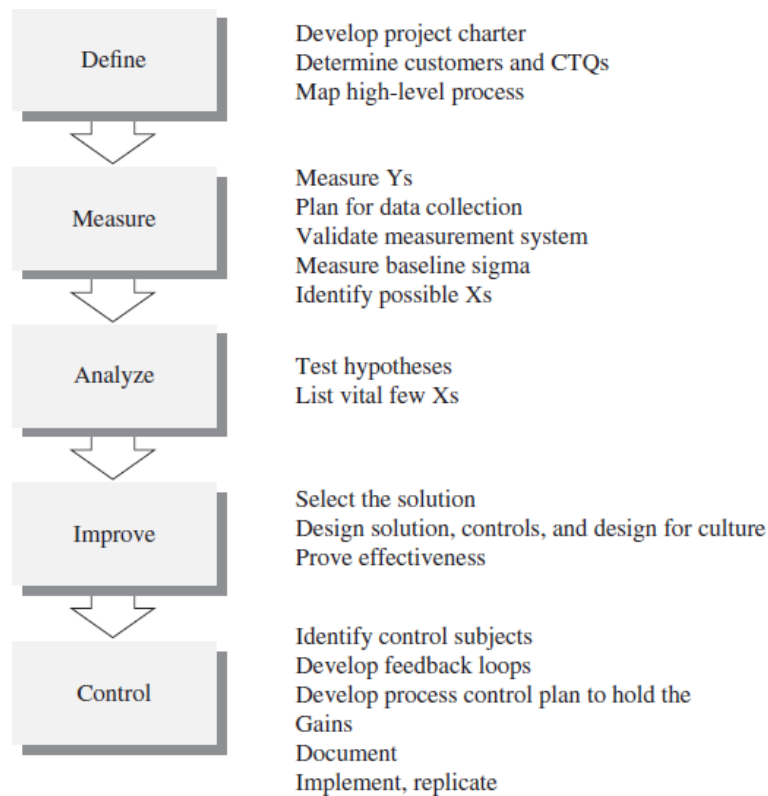 Define
Develop project charter
Determine customers and CTQs
Map high-level process
Measure
Measure Ys
Plan for data collection
Validate measurement system
Measure baseline sigma
Identify possible Xs
Analyze
Test hypotheses
List vital few Xs
Improve
Select the solution
Design solution, controls, and design for culture
Prove effectiveness
Control
Identify control subjects
Develop feedback loops
Develop process control plan to hold the
Gains
Document
Implement, replicate